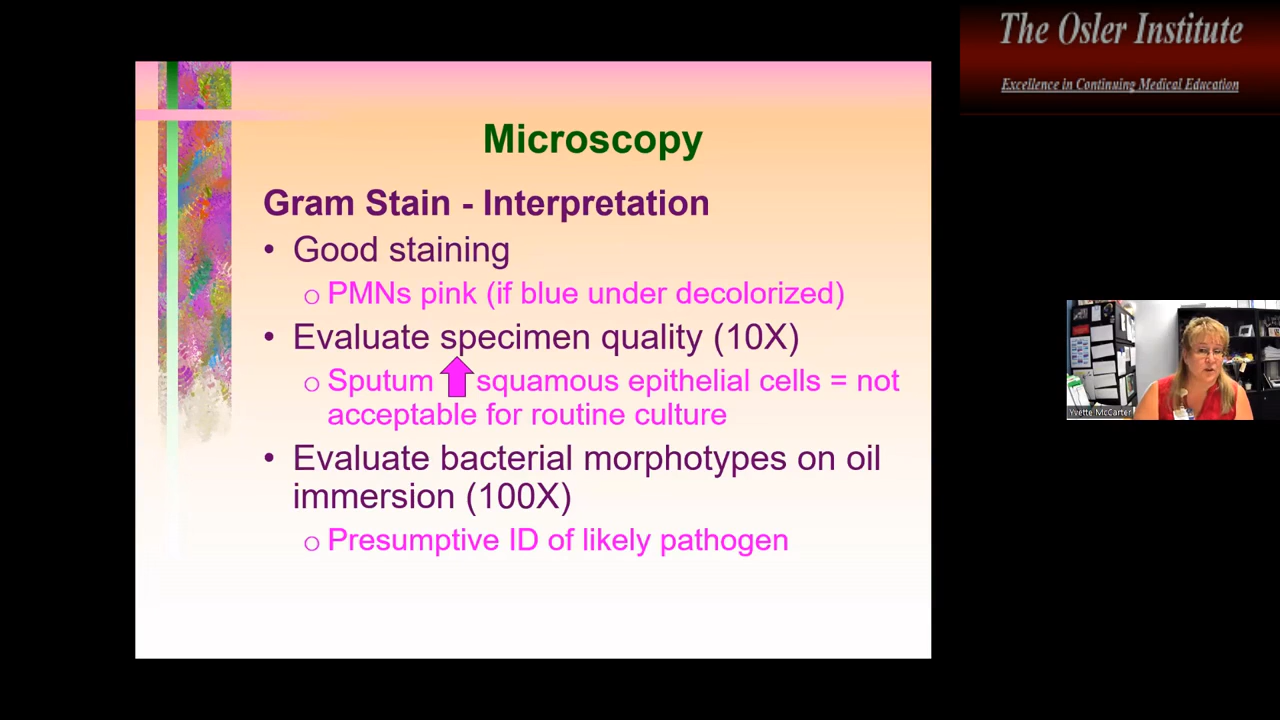 The Osler Institute
Excellence in Continuing Medical Education
Microscopy
Gram Stain - Interpretation
• Good staining
○ PMNs pink (if blue under decolorized)
• Evaluate specimen quality (10X)
○ Sputum squamous epithelial cells = not
acceptable for routine culture
• Evaluate bacterial morphotypes on oil
immersion (100X)
○ Presumptive ID of likely pathogen
Yvette McCarter